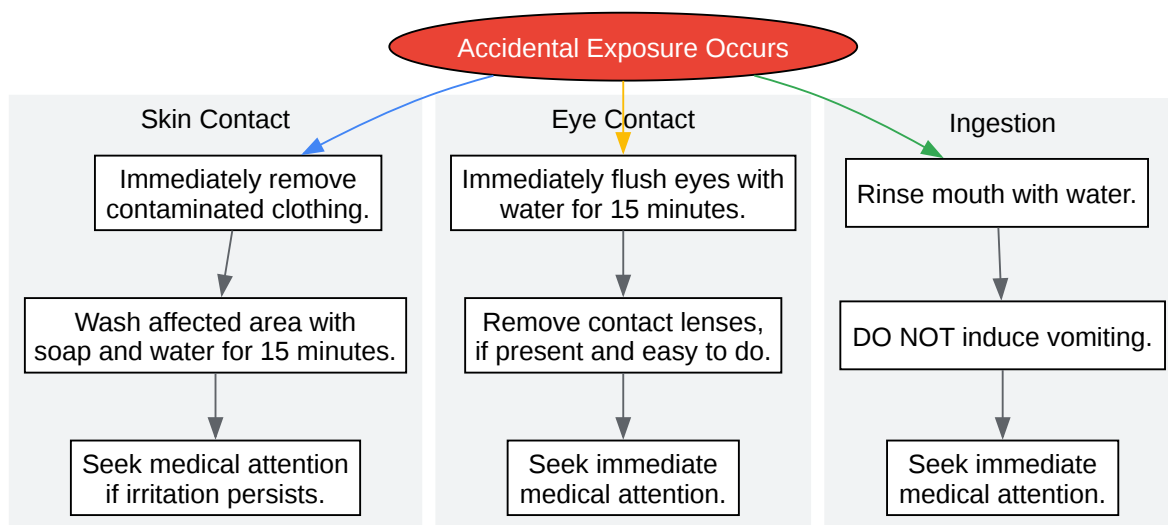 Accidental Exposure Occurs
Skin Contact
Immediately remove
contaminated clothing.
Wash affected area with
soap and water for 15 minutes.
Seek medical attention
if irritation persists.
Eye Contact
Immediately flush eyes with
water for 15 minutes.
Remove contact lenses,
if present and easy to do.
Seek immediate
medical attention.
Ingestion
Rinse mouth with water.
DO NOT induce vomiting.
Seek immediate
medical attention.